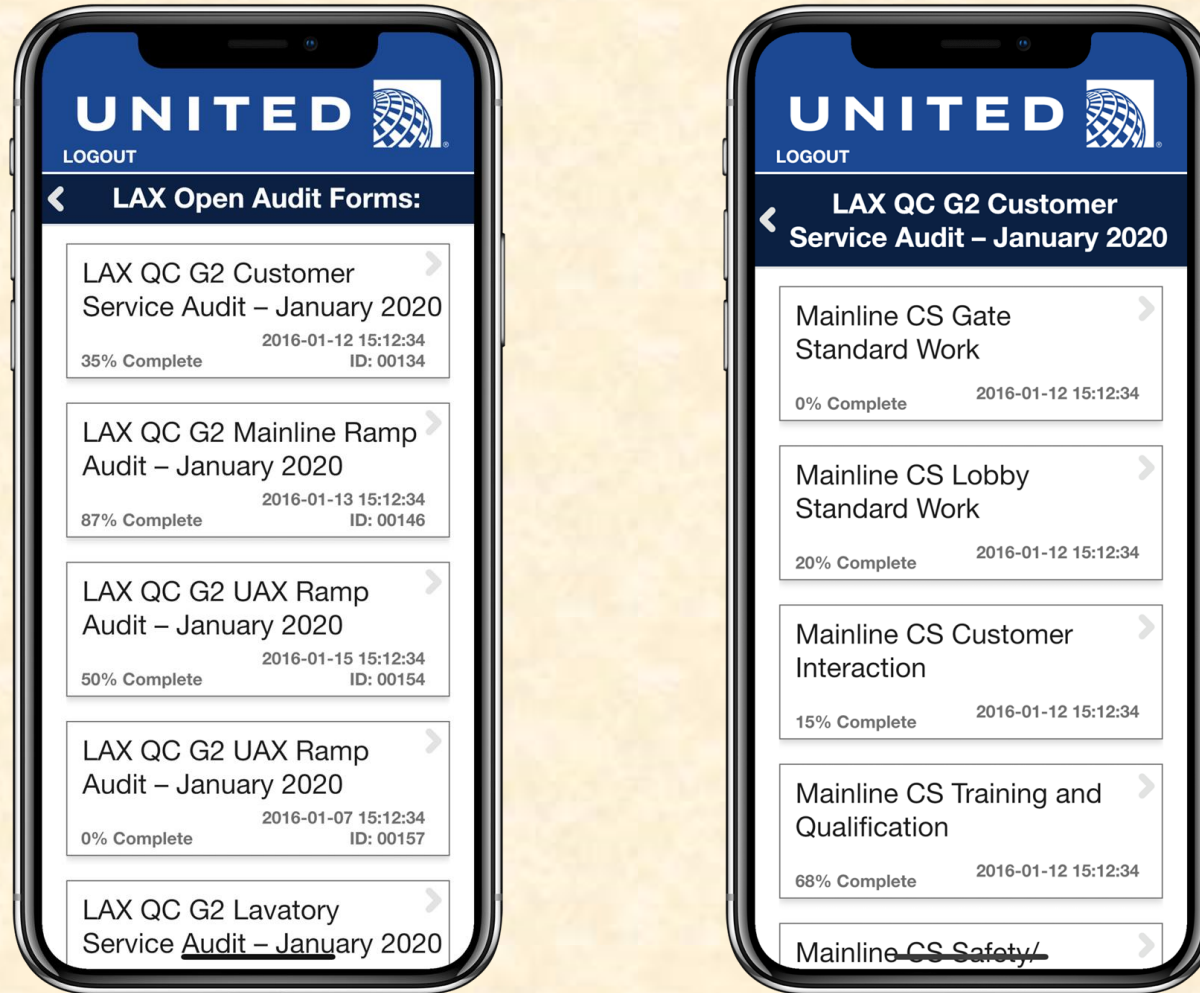 UNITED
LOGOUT
LAX Open Audit Forms:
LAX QC G2 Customer
Service Audit – January 2020
2016-01-12 15:12:34
35% Complete
ID: 00134
LAX QC G2 Mainline Ramp
Audit – January 2020
2016-01-13 15:12:34
87% Complete
ID: 00146
LAX QC G2 UAX Ramp
Audit – January 2020
2016-01-15 15:12:34
50% Complete
ID: 00154
LAX QC G2 UAX Ramp
Audit – January 2020
2016-01-07 15:12:34
0% Complete
ID: 00157
LAX QC G2 Lavatory
Service Audit – January 2020
UNITED
LOGOUT
LAX QC G2 Customer
Service Audit – January 2020
Mainline CS Gate
Standard Work
0% Complete
2016-01-12 15:12:34
Mainline CS Lobby
Standard Work
20% Complete
2016-01-12 15:12:34
Mainline CS Customer
Interaction
15% Complete
2016-01-12 15:12:34
Mainline CS Training and
Qualification
68% Complete
2016-01-12 15:12:34
Mainline CS Safety/